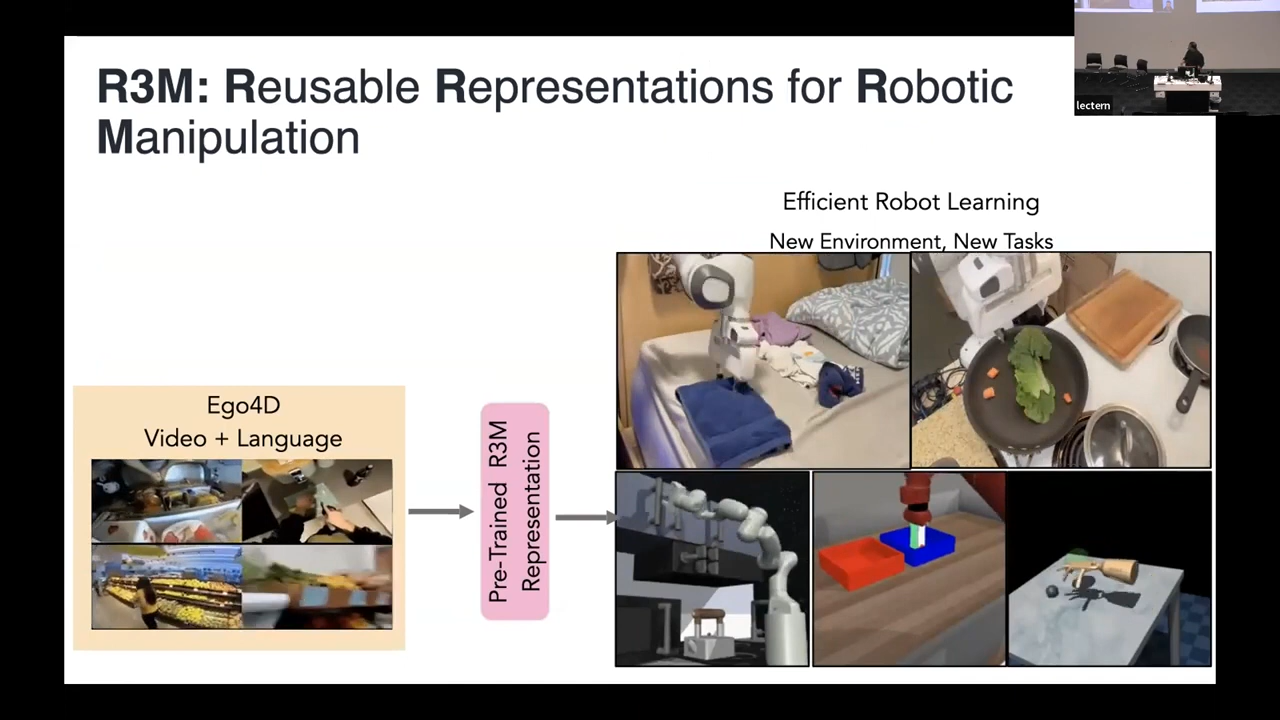 R3M: Reusable Representations for Robotic
Manipulation
lectern
Efficient Robot Learning
New Environment, New Tasks
Ego4D
Video + Language
Pre-Trained R3M
Representation